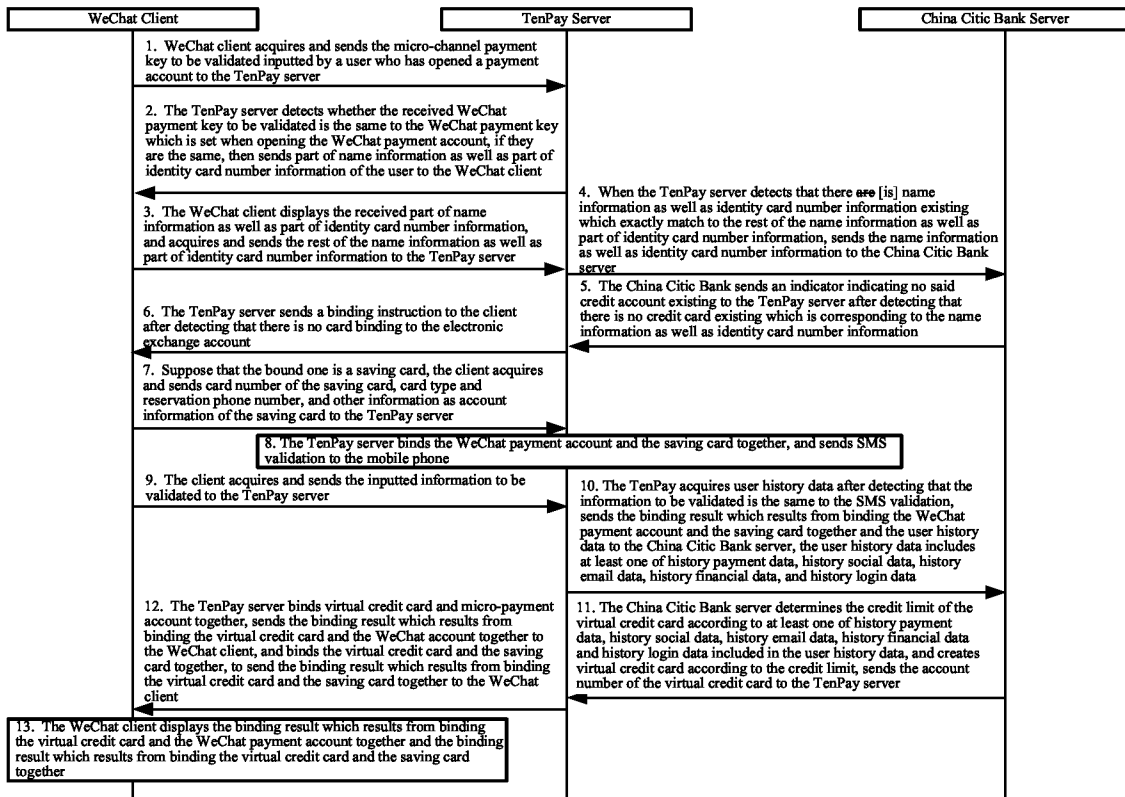 WeChat Client
TenPay Server
China Citic Bank Server
1. WeChat client acquires and sends the micro-channel payment
key to be validated inputted by a user who has opened a payment
account to the TenPay server
2. The TenPay server detects whether the received WeChat
payment key to be validated is the same to the WeChat payment key
which is set when opening the WeChat payment account, if they
are the same, then sends part of name information as well as part of
identity card number information of the user to the WeChat client
3. The WeChat client displays the received part of name
information as well as part of identity card number information,
and acquires and sends the rest of the name information as well as
part of identity card number information to the TenPay server
4. When the TenPay server detects that there are [is] name
information as well as identity card number information existing
which exactly match to the rest of the name information as well as
part of identity card number information, sends the name information
as well as identity card number information to the China Citic Bank
server
5. The China Citic Bank sends an indicator indicating no said
credit account existing to the TenPay server after detecting that
there is no credit card existing which is corresponding to the name
information as well as identity card number information
6. The TenPay server sends a binding instruction to the client
after detecting that there is no card binding to the electronic
exchange account
7. Suppose that the bound one is a saving card, the client acquires
and sends card number of the saving card, card type and
reservation phone number, and other information as account
information of the saving card to the TenPay server
8. The TenPay server binds the WeChat payment account and the saving card together, and sends SMS
validation to the mobile phone
9. The client acquires and sends the inputted information to be
validated to the TenPay server
10. The TenPay acquires user history data after detecting that the
information to be validated is the same to the SMS validation,
sends the binding result which results from binding the WeChat
payment account and the saving card together and the user history
data to the China Citic Bank server, the user history data includes
at least one of history payment data, history social data, history
email data, history financial data, and history login data
11. The China Citic Bank server determines the credit limit of the
virtual credit card according to at least one of history payment
data, history social data, history email data, history financial data
and history login data included in the user history data, and creates
virtual credit card according to the credit limit, sends the account
number of the virtual credit card to the TenPay server
12. The TenPay server binds virtual credit card and micro-payment
account together, sends the binding result which results from
binding the virtual credit card and the WeChat account together to
the WeChat client, and binds the virtual credit card and the saving
card together, to send the binding result which results from binding
the virtual credit card and the saving card together to the WeChat
client
13. The WeChat client displays the binding result which results from binding
the virtual credit card and the WeChat payment account together and the binding
result which results from binding the virtual credit card and the saving card
together